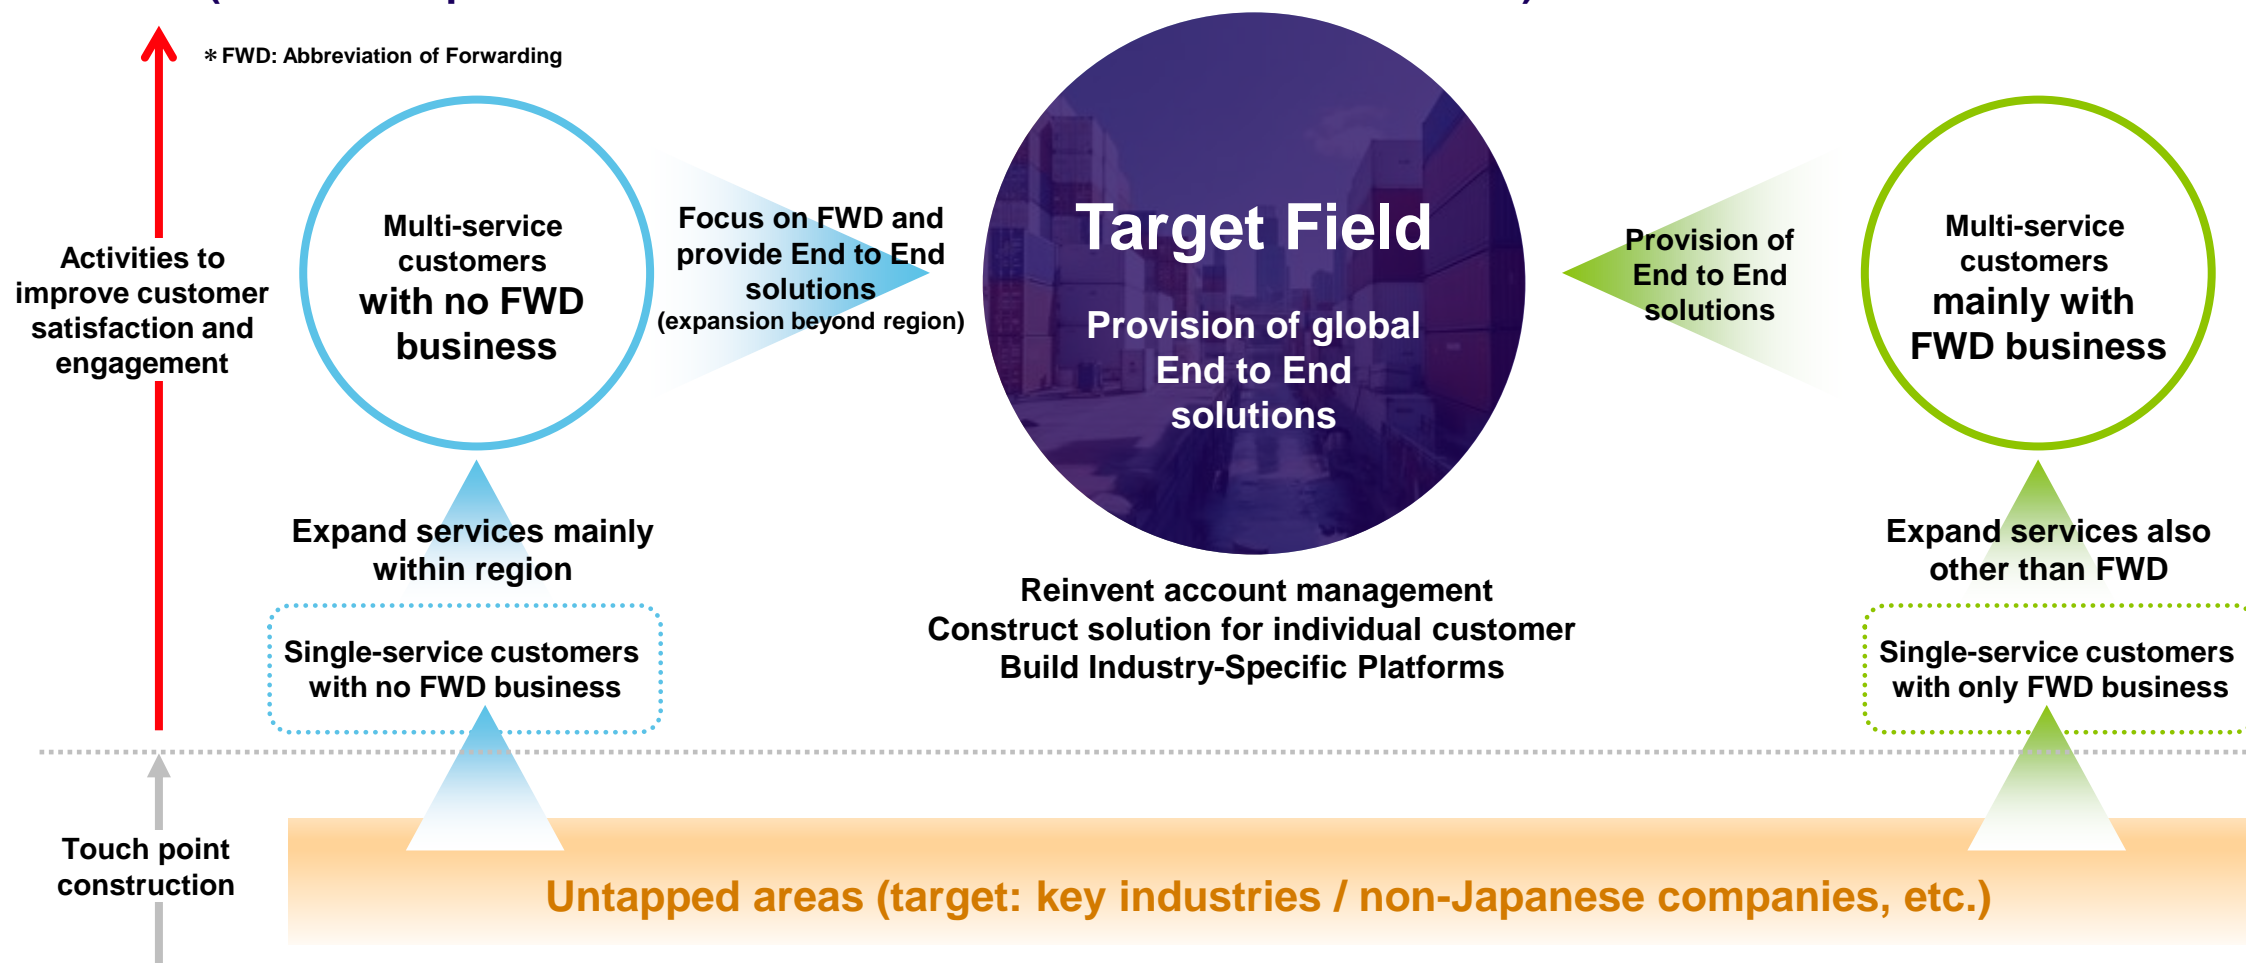 * FWD: Abbreviation of Forwarding
Activities to
improve customer
satisfaction and
engagement
Multi-service
customers
with no FWD
business
Focus on FWD and
provide End to End
solutions
(expansion beyond region)
Target Field
Provision of global
End to End
solutions
Provision of
End to End
solutions
Multi-service
customers
mainly with
FWD business
Expand services mainly
within region
Expand services also
other than FWD
Reinvent account management
Construct solution for individual customer
Build Industry-Specific Platforms
Single-service customers
with no FWD business
Single-service customers
with only FWD business
Touch point
construction
Untapped areas (target: key industries / non-Japanese companies, etc.)